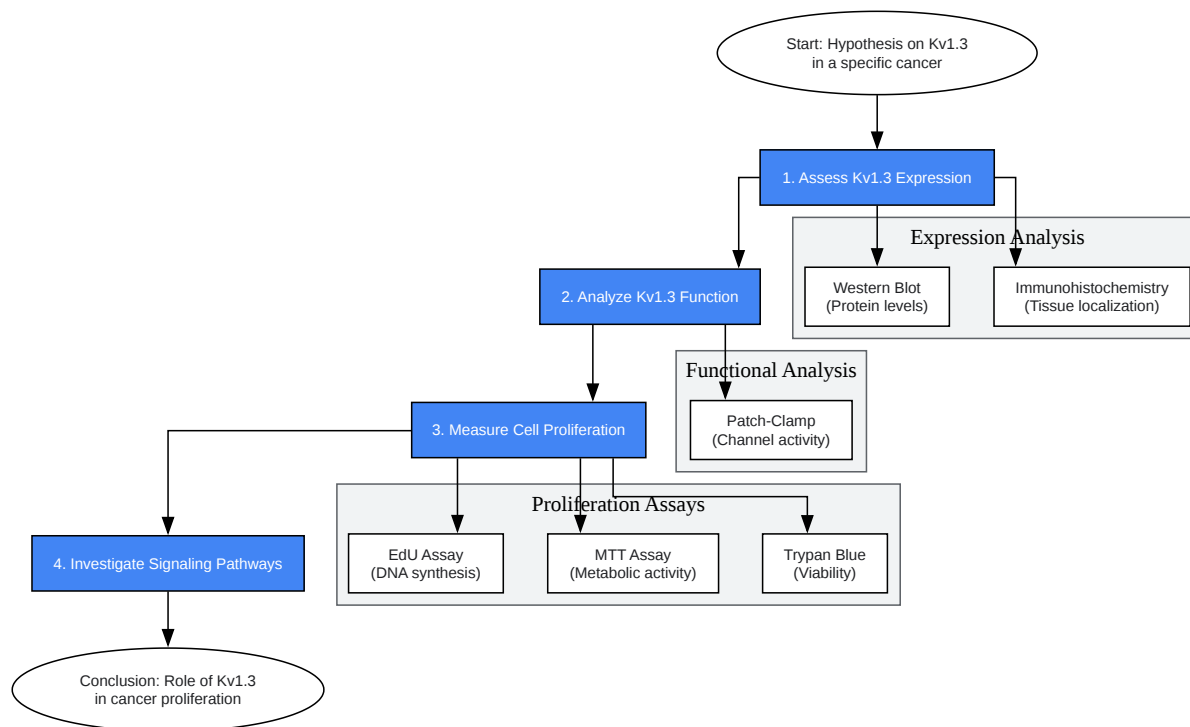 Start: Hypothesis on Kv1.3
in a specific cancer
1. Assess Kv1.3 Expression
Expression Analysis
Western Blot
(Protein levels)
Immunohistochemistry
(Tissue localization)
2. Analyze Kv1.3 Function
Functional Analysis
Patch-Clamp
(Channel activity)
3. Measure Cell Proliferation
Proliferation Assays
EdU Assay
(DNA synthesis)
MTT Assay
(Metabolic activity)
Trypan Blue
(Viability)
4. Investigate Signaling Pathways
Conclusion: Role of Kv1.3
in cancer proliferation